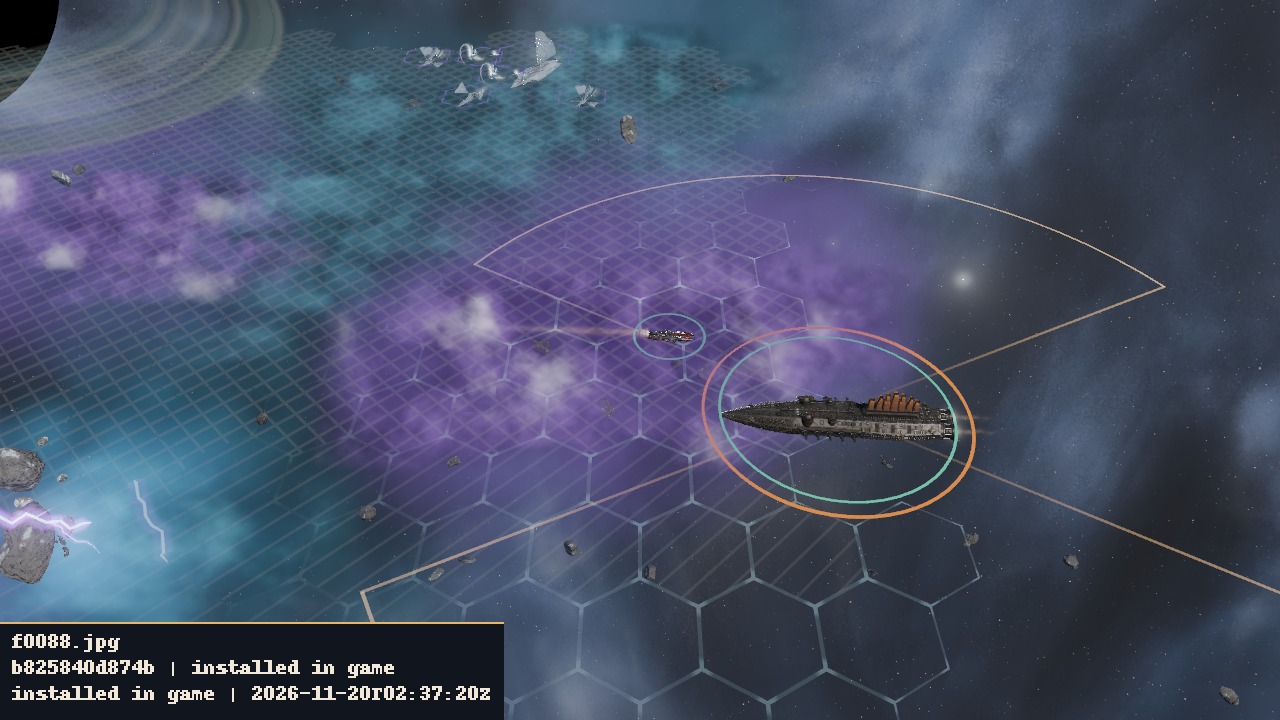 f0088.jpg
b825840d874b | installed in game
installed in game | 2026-11-20T02:37:20z